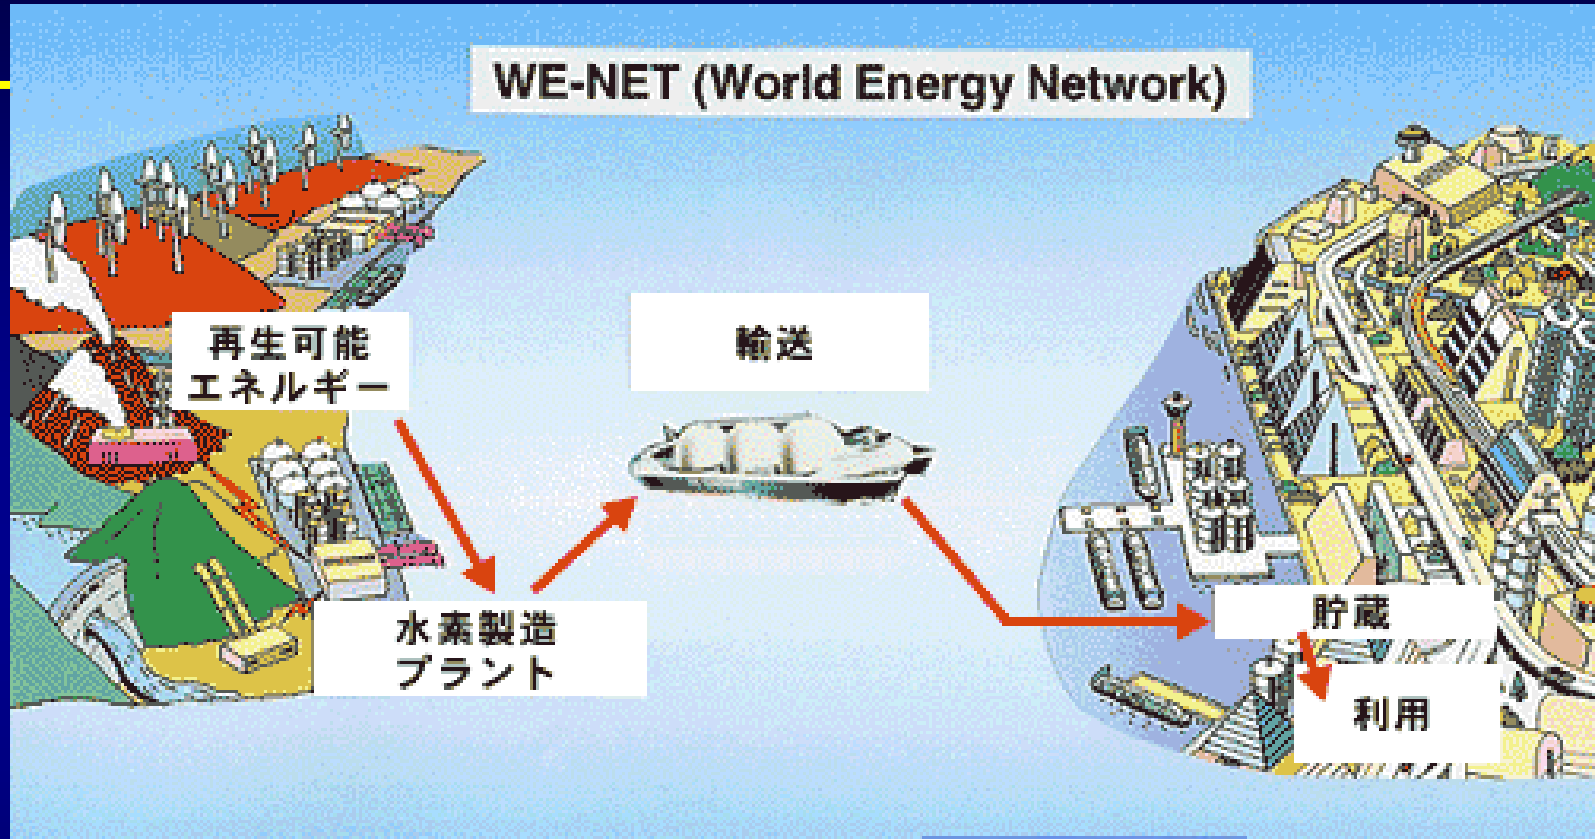 WE-NET (World Energy Network)
再生可能
エネルギー
輸送
水素製造
プラント
貯蔵
利用